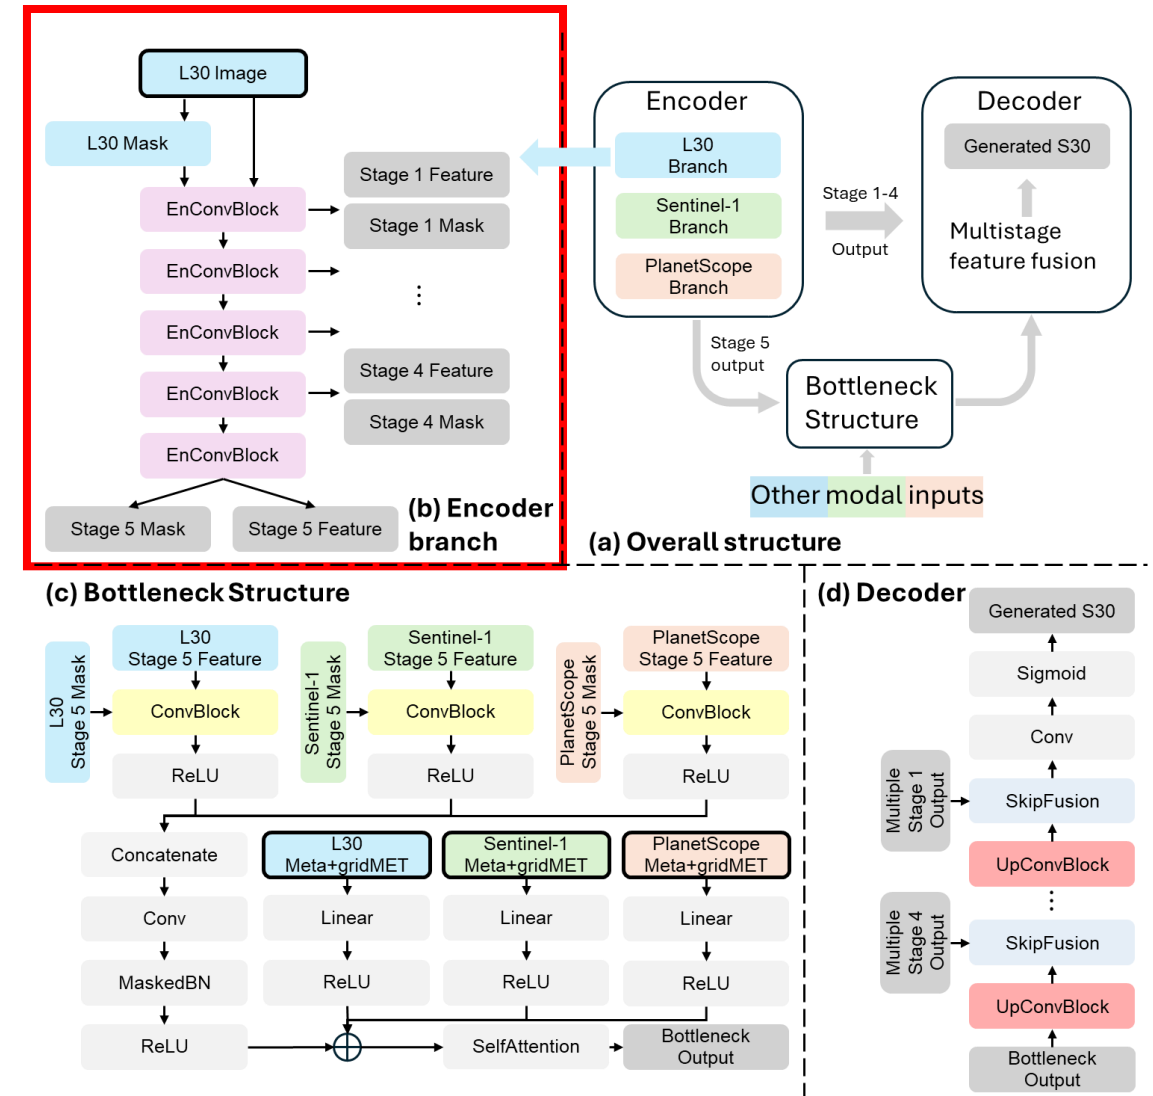 L30 Image
L30 Mask
EnConvBlock
Stage 1 Feature
Stage 1 Mask
EnConvBlock
⋮
EnConvBlock
EnConvBlock
Stage 4 Feature
Stage 4 Mask
EnConvBlock
Stage 5 Mask
Stage 5 Feature
(b) Encoder
branch
Encoder
L30
Branch
Sentinel-1
Branch
PlanetScope
Branch
Stage 1-4
Output
Decoder
Generated S30
Multistage
feature fusion
Stage 5
output
Bottleneck
Structure
Other modal inputs
(a) Overall structure
(c) Bottleneck Structure
L30
Stage 5 Mask
L30
Stage 5 Feature
ConvBlock
ReLU
Sentinel-1
Stage 5 Mask
Sentinel-1
Stage 5 Feature
ConvBlock
ReLU
PlanetScope
Stage 5 Mask
PlanetScope
Stage 5 Feature
ConvBlock
ReLU
Concatenate
Conv
MaskedBN
ReLU
L30
Meta+gridMET
Linear
ReLU
Sentinel-1
Meta+gridMET
Linear
ReLU
PlanetScope
Meta+gridMET
Linear
ReLU
SelfAttention
Bottleneck
Output
(d) Decoder
Generated S30
Sigmoid
Conv
Multiple
Stage 1
Output
SkipFusion
UpConvBlock
⋮
Multiple
Stage 4
Output
SkipFusion
UpConvBlock
Bottleneck
Output